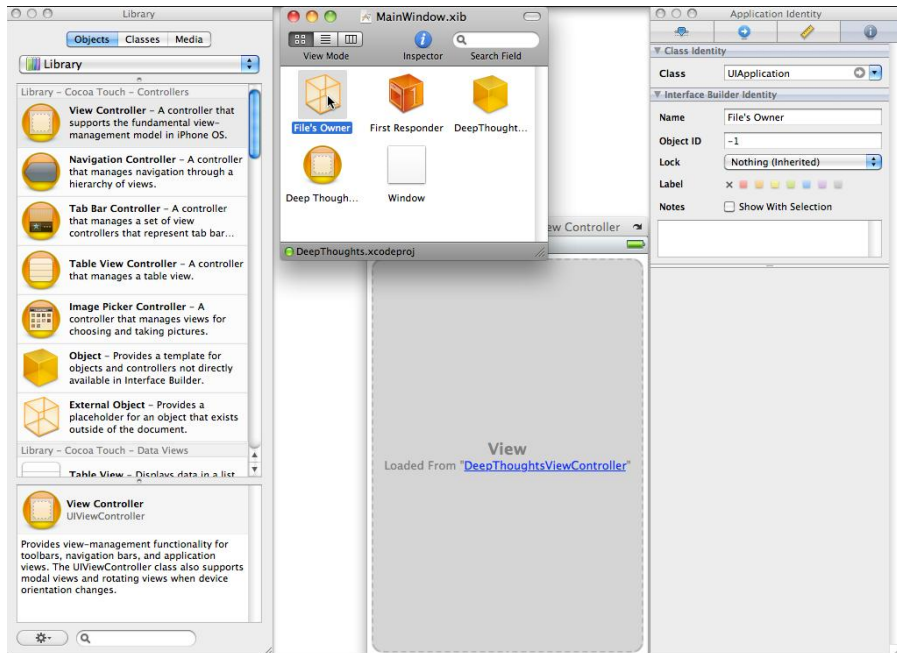 Library
Objects Classes Media
Library
Library – Cocoa Touch – Controllers
View Controller – A controller that
supports the fundamental view-
management model in iPhone OS.
Navigation Controller – A controller
that manages navigation through a
hierarchy of views.
Tab Bar Controller – A controller
that manages a set of view
controllers that represent tab bar...
Table View Controller – A controller
that manages a table view.
Image Picker Controller – A
controller that manages views for
choosing and taking pictures.
Object – Provides a template for
objects and controllers not directly
available in Interface Builder.
External Object – Provides a
placeholder for an object that exists
outside of the document.
Library – Cocoa Touch – Data Views
Table View – Displays data in a list
View Controller
UIViewController
Provides view-management functionality for
toolbars, navigation bars, and application
views. The UIViewController class also supports
modal views and rotating views when device
orientation changes.
MainWindow.xib
View Mode Inspector Search Field
File's Owner First Responder DeepThought...
Deep Though... Window
DeepThoughts.xcodeproj
ew Controller
View
Loaded From "DeepThoughtsViewController"
Application Identity
Class Identity
Class UIApplication
Interface Builder Identity
Name File's Owner
Object ID -1
Lock Nothing (Inherited)
Label
Notes Show With Selection